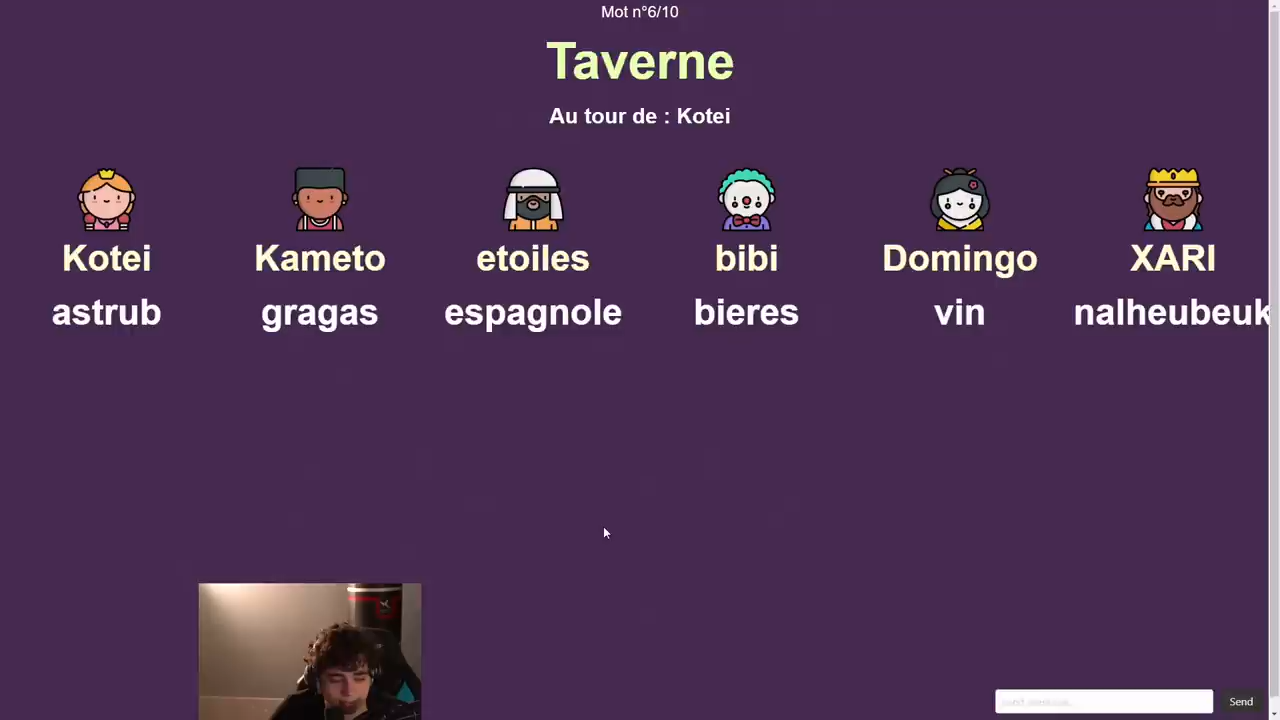 Mot n°6/10
Taverne
Au tour de : Kotei
Kotei Kameto etoiles bibi Domingo XARI
astrub gragas espagnole bieres vin nalheubeuk
Send